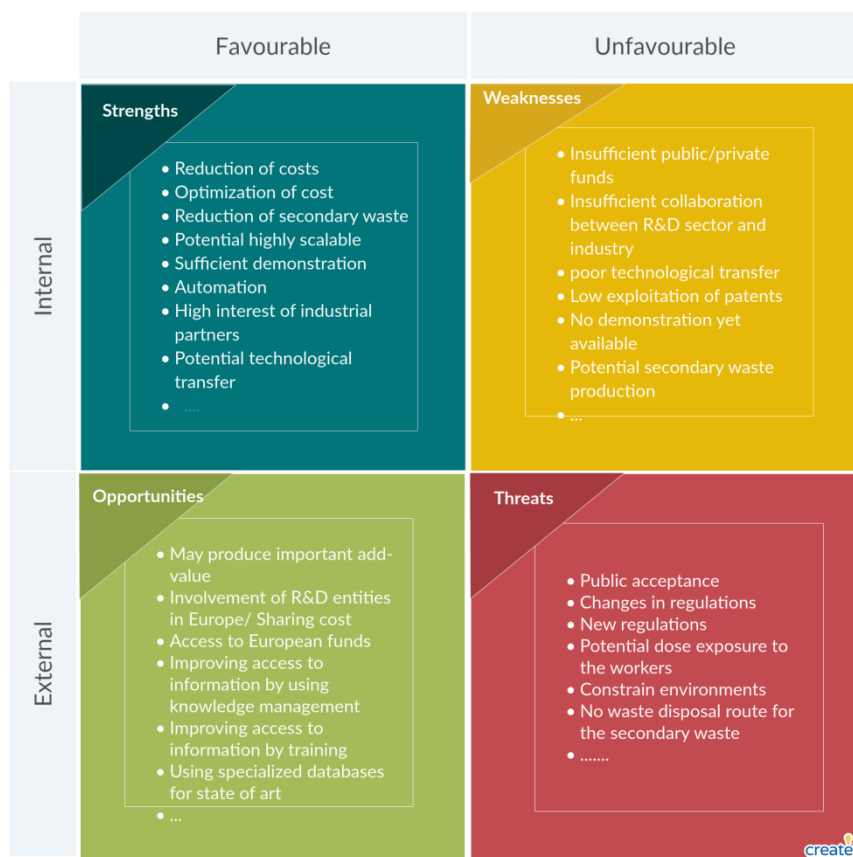 Favourable
Unfavourable
Internal
Strengths
• Reduction of costs
• Optimization of cost
• Reduction of secondary waste
• Potential highly scalable
• Sufficient demonstration
• Automation
• High interest of industrial
partners
• Potential technological
transfer
• ....
Weaknesses
• Insufficient public/private
funds
• Insufficient collaboration
between R&D sector and
industry
• poor technological transfer
• Low exploitation of patents
• No demonstration yet
available
• Potential secondary waste
production
• ...
External
Opportunities
• May produce important add-
value
• Involvement of R&D entities
in Europe/ Sharing cost
• Access to European funds
• Improving access to
information by using
knowledge management
• Improving access to
information by training
• Using specialized databases
for state of art
• ...
Threats
• Public acceptance
• Changes in regulations
• New regulations
• Potential dose exposure to
the workers
• Constrain environments
• No waste disposal route for
the secondary waste
• .......
create